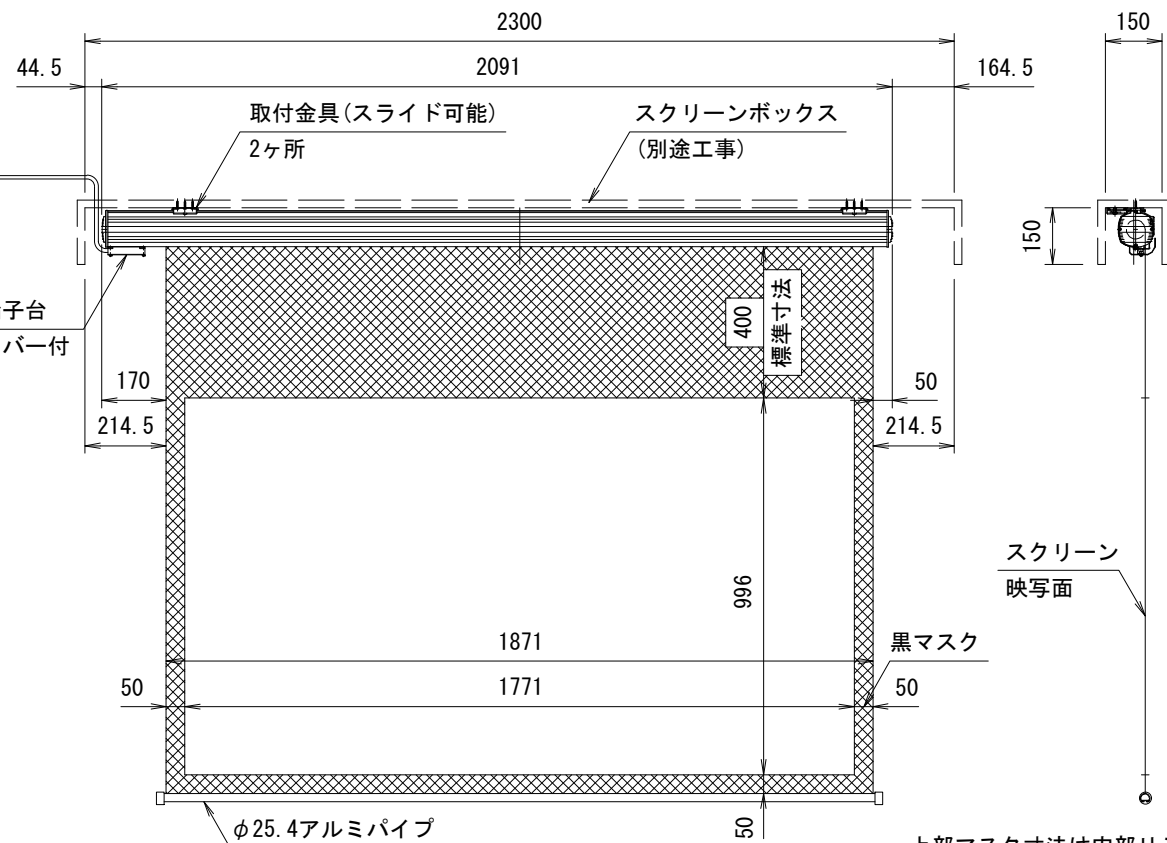 2300
150
44.5
2091
164.5
取付金具(スライド可能)
2ヶ所
スクリーンボックス
(別途工事)
150
子台
バー付
400
標準寸法
170
50
214.5
214.5
996
スクリーン
映写面
1871
黒マスク
50
1771
50
φ25.4アルミパイプ
50